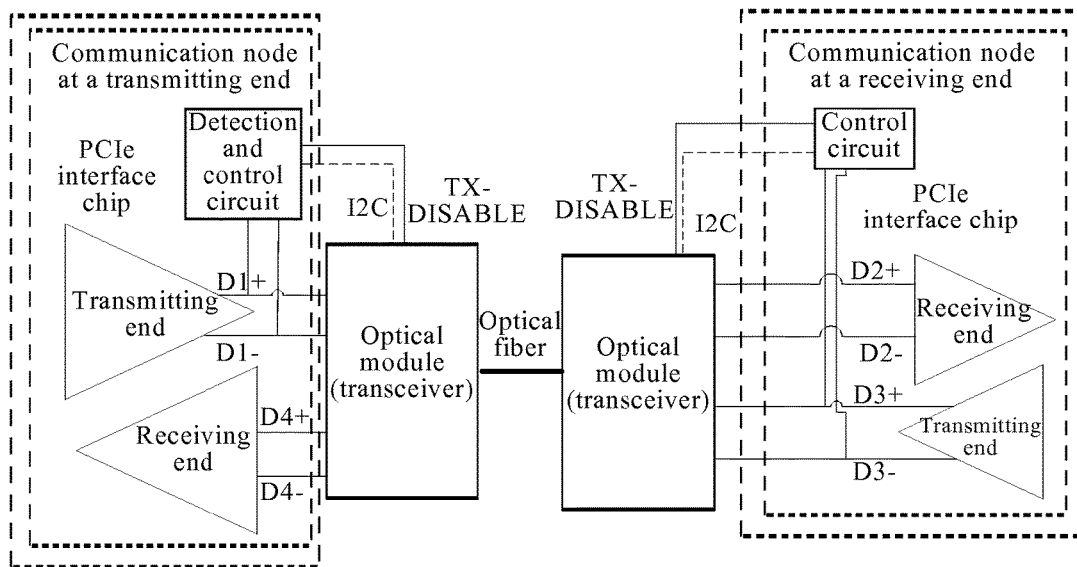 Communication node
at a transmitting end
Detection
and
control
circuit
PCIe
interface
chip
I2C
TX-
DISABLE
D1+
Transmitting
end
D1-
D4+
Receiving
end
D4-
Optical
module
(transceiver)
Optical
fiber
Communication node
at a receiving end
Control
circuit
TX-
DISABLE
I2C
PCIe
interface chip
Optical
module
(transceiver)
D2+
Receiving
end
D2-
D3+
Transmitting
end
D3-